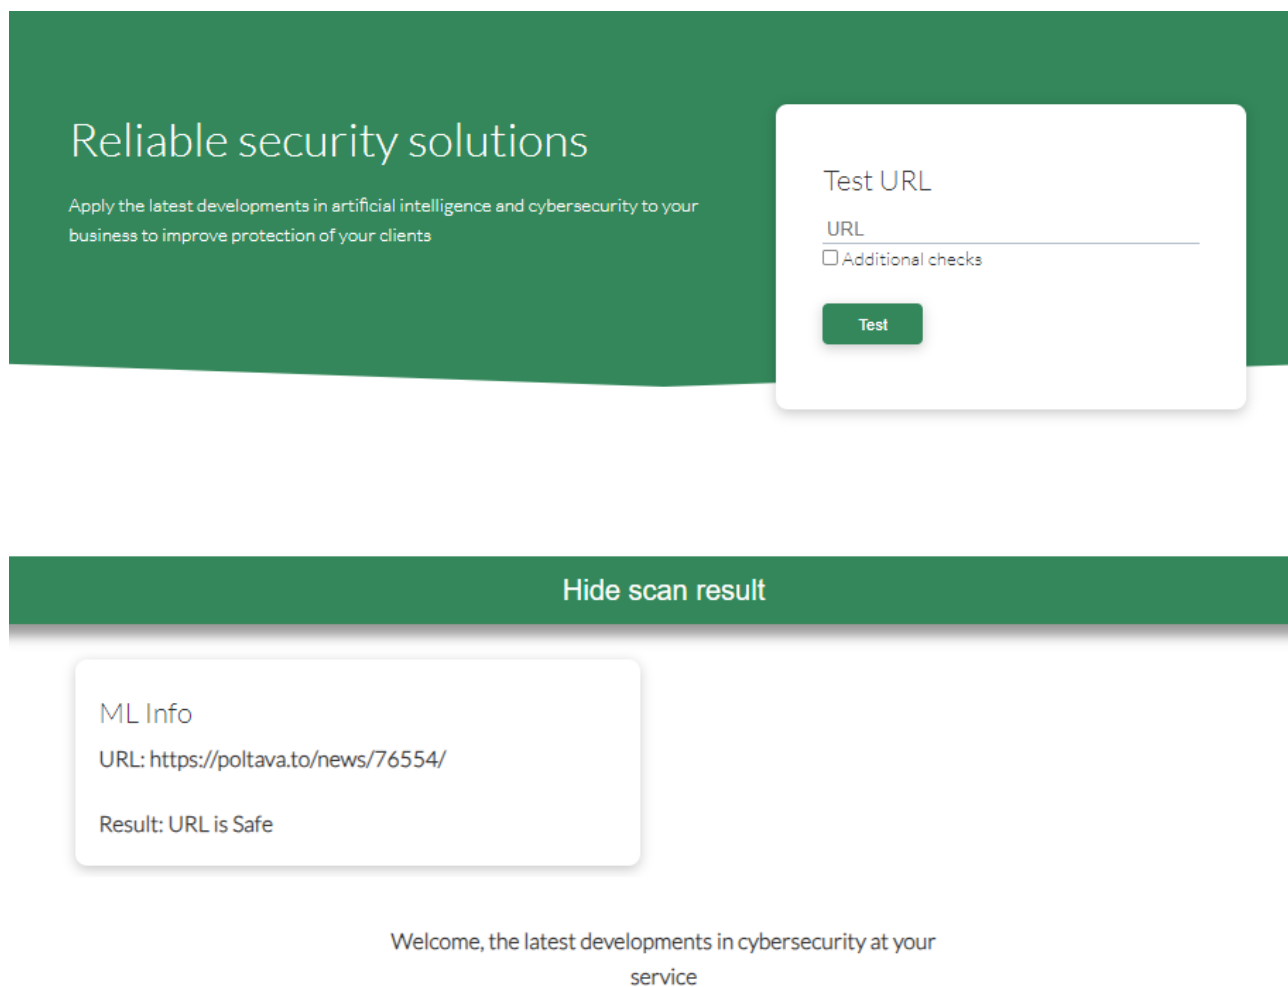 Reliable security solutions
Apply the latest developments in artificial intelligence and cybersecurity to your
business to improve protection of your clients
Test URL
URL
Additional checks
Test
Hide scan result
ML Info
URL: https://poltava.to/news/76554/
Result: URL is Safe
Welcome, the latest developments in cybersecurity at your
service